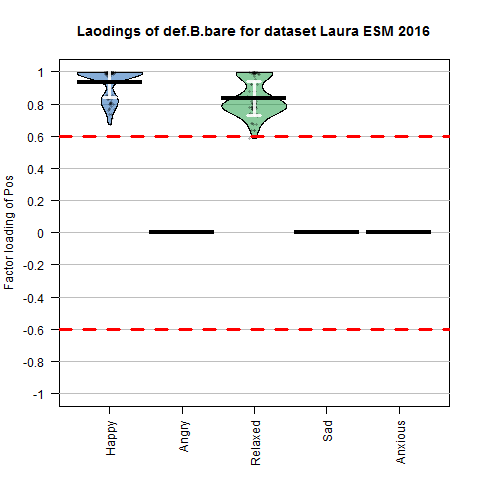 Laodings of def.B.bare for dataset Laura ESM 2016
Factor loading of Pos
1
0.8
0.6
0.4
0.2
0
-0.2
-0.4
-0.6
-0.8
-1
Happy
Angry
Relaxed
Sad
Anxious